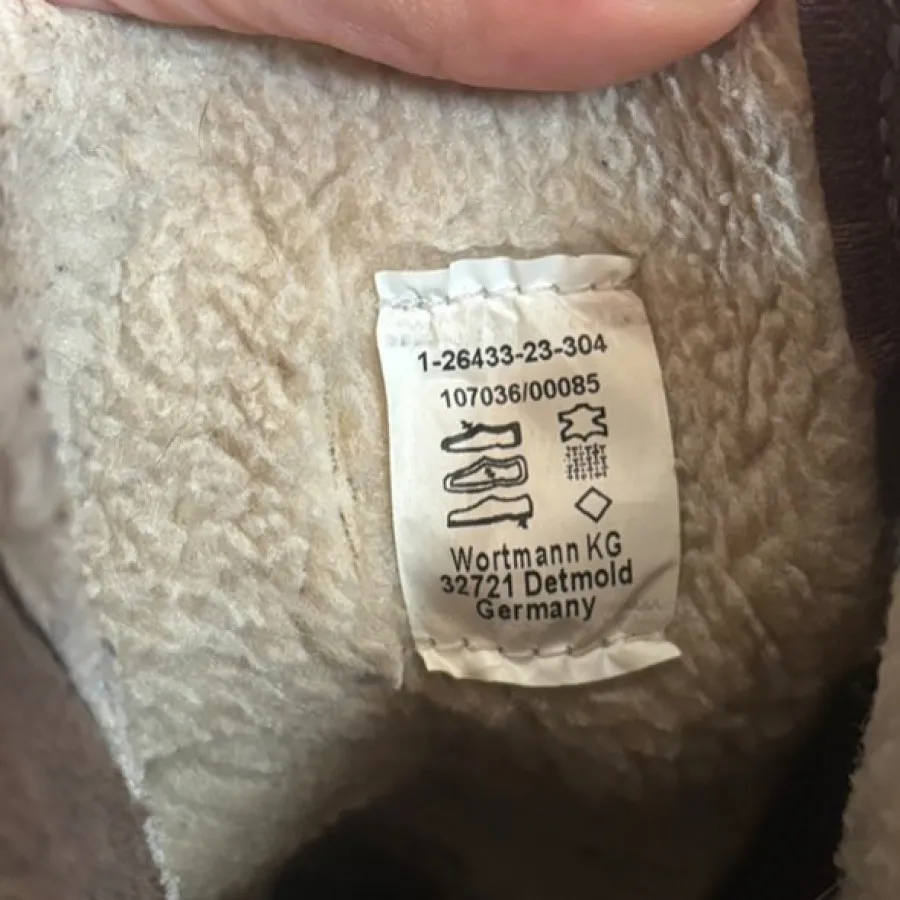 1-26433-23-304
107036/00085
Wortmann KG
32721 Detmold
Germany